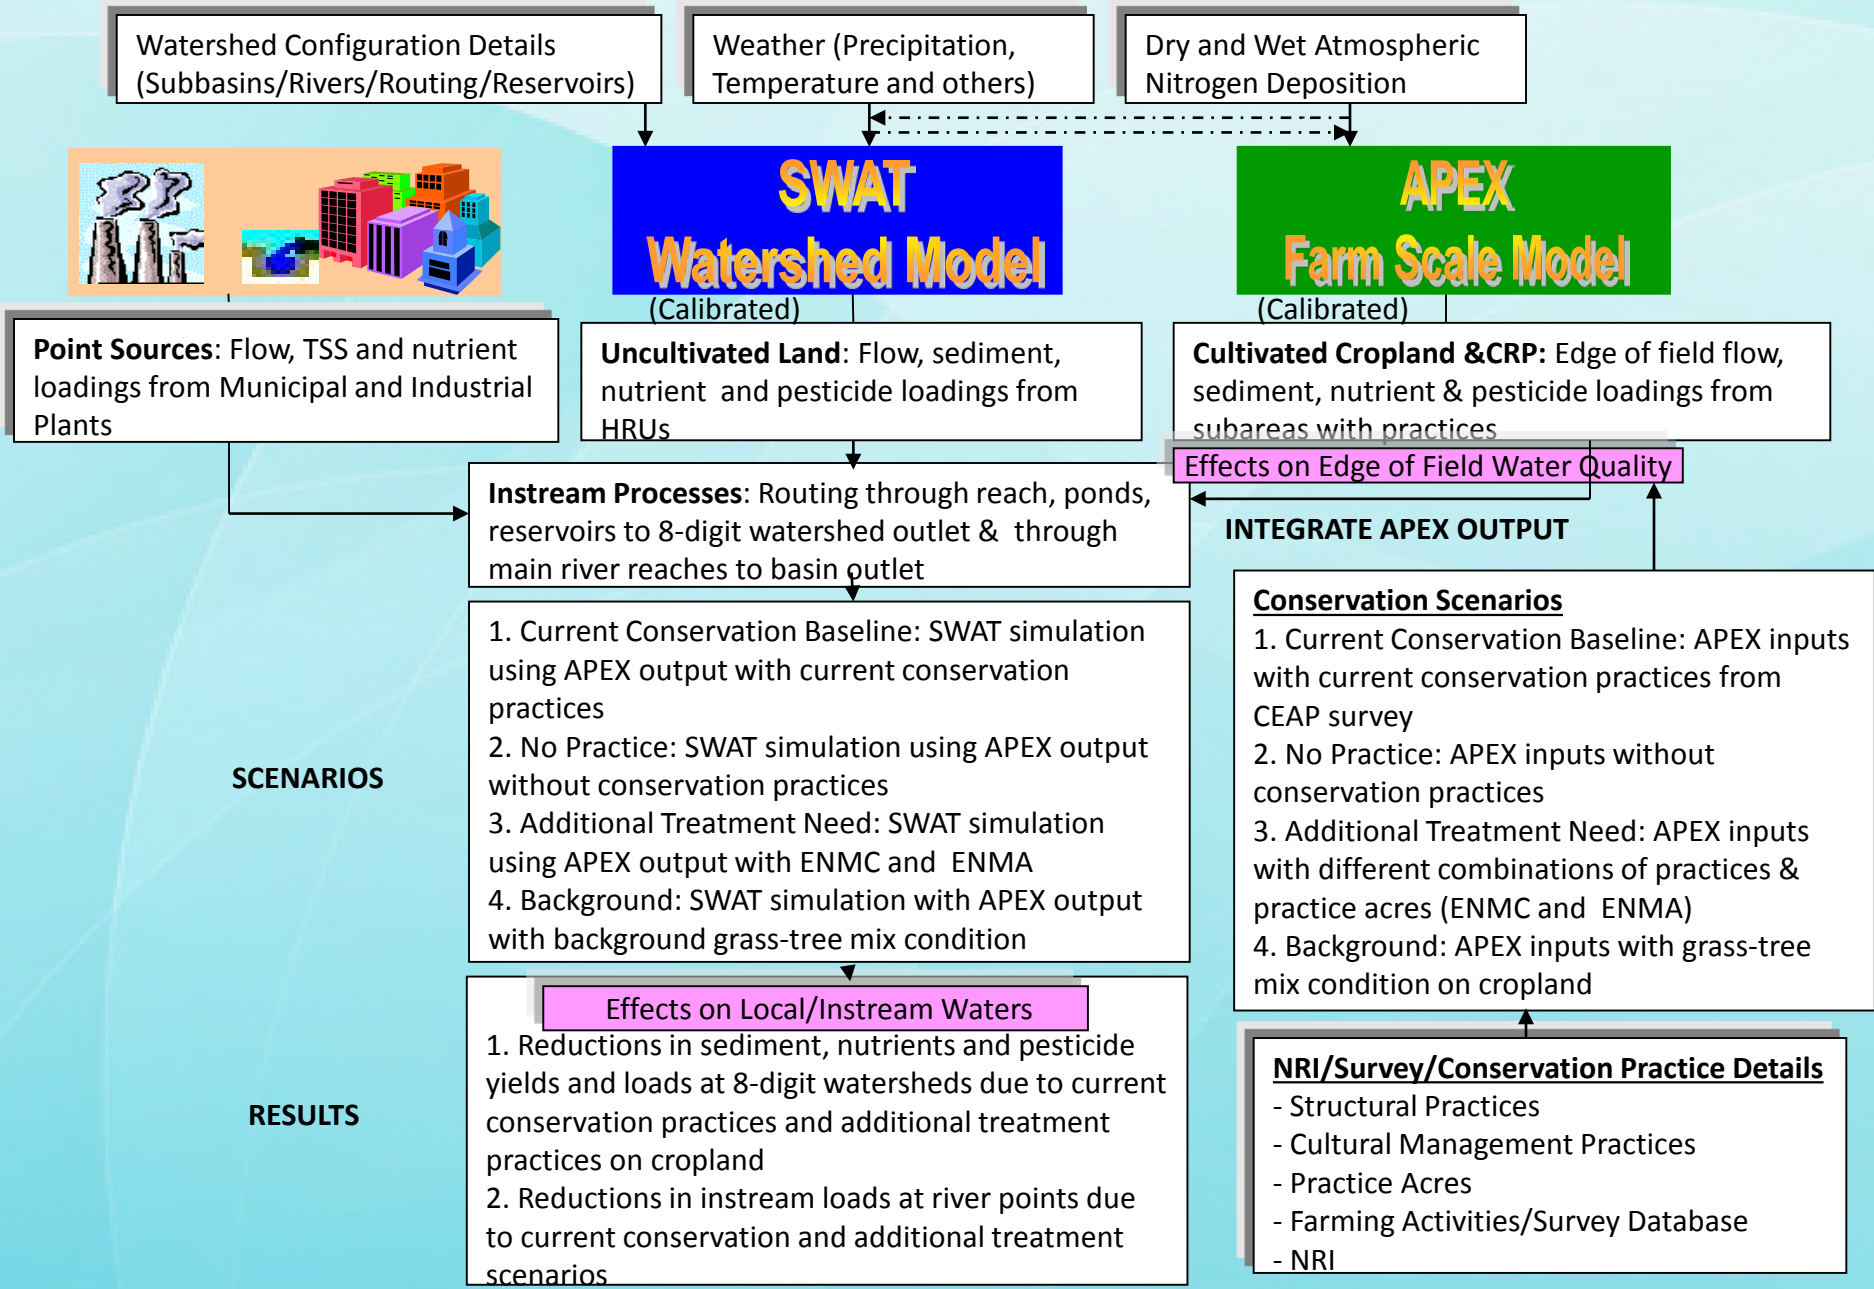 Watershed Configuration Details
(Subbasins/Rivers/Routing/Reservoirs)
Weather (Precipitation,
Temperature and others)
Dry and Wet Atmospheric
Nitrogen Deposition
SWAT
Watershed Model
(Calibrated)
APEX
Farm Scale Model
(Calibrated)
Point Sources: Flow, TSS and nutrient
loadings from Municipal and Industrial
Plants
Uncultivated Land: Flow, sediment,
nutrient and pesticide loadings from
HRUs
Cultivated Cropland &CRP: Edge of field flow,
sediment, nutrient & pesticide loadings from
subareas with practices
Effects on Edge of Field Water Quality
Instream Processes: Routing through reach, ponds,
reservoirs to 8-digit watershed outlet & through
main river reaches to basin outlet
INTEGRATE APEX OUTPUT
SCENARIOS
1. Current Conservation Baseline: SWAT simulation
using APEX output with current conservation
practices
2. No Practice: SWAT simulation using APEX output
without conservation practices
3. Additional Treatment Need: SWAT simulation
using APEX output with ENMC and ENMA
4. Background: SWAT simulation with APEX output
with background grass-tree mix condition
Conservation Scenarios
1. Current Conservation Baseline: APEX inputs
with current conservation practices from
CEAP survey
2. No Practice: APEX inputs without
conservation practices
3. Additional Treatment Need: APEX inputs
with different combinations of practices &
practice acres (ENMC and ENMA)
4. Background: APEX inputs with grass-tree
mix condition on cropland
RESULTS
Effects on Local/Instream Waters
1. Reductions in sediment, nutrients and pesticide
yields and loads at 8-digit watersheds due to current
conservation practices and additional treatment
practices on cropland
2. Reductions in instream loads at river points due
to current conservation and additional treatment
scenarios
NRI/Survey/Conservation Practice Details
- Structural Practices
- Cultural Management Practices
- Practice Acres
- Farming Activities/Survey Database
- NRI